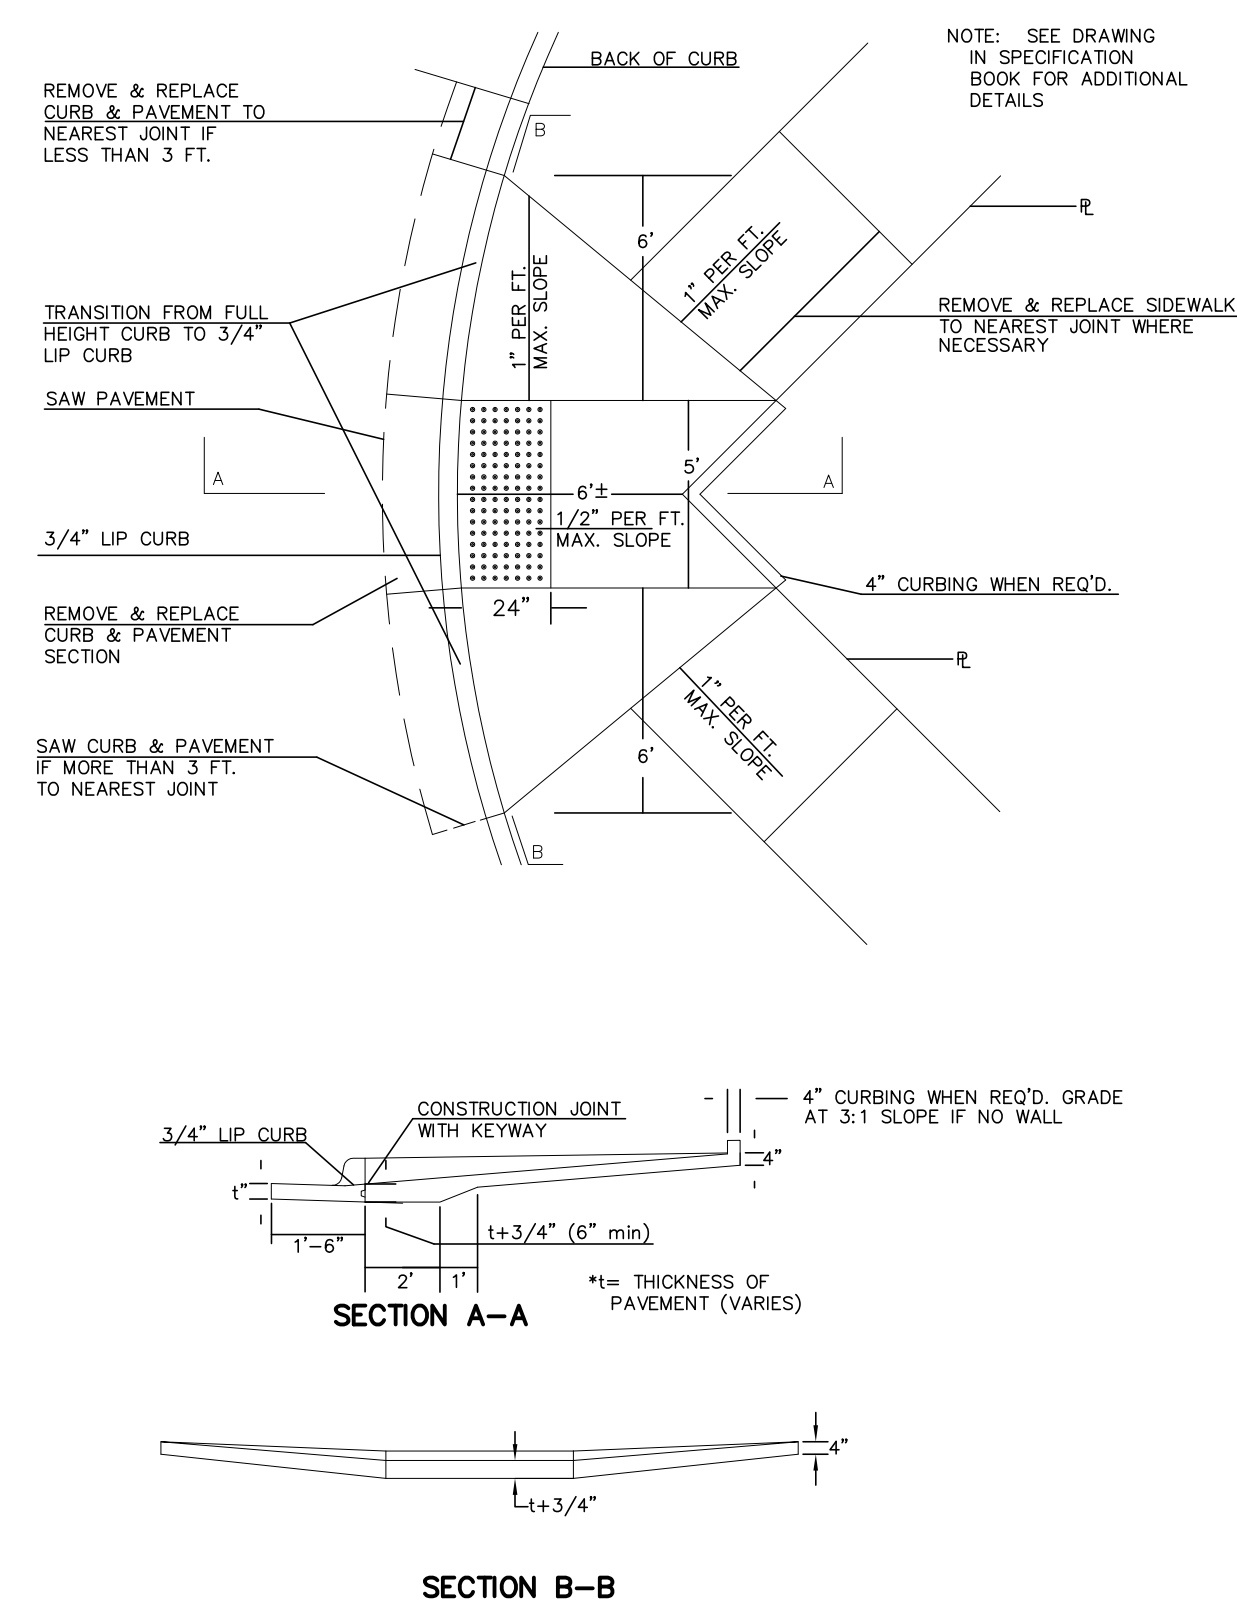 NOTE: SEE DRAWING
IN SPECIFICATION
BOOK FOR ADDITIONAL
DETAILS
BACK OF CURB
REMOVE & REPLACE
CURB & PAVEMENT TO
NEAREST JOINT IF
LESS THAN 3 FT.
B
6'
1" PER FT.
MAX. SLOPE
℄
1" PER FT.
MAX. SLOPE
REMOVE & REPLACE SIDEWALK
TO NEAREST JOINT WHERE
NECESSARY
TRANSITION FROM FULL
HEIGHT CURB TO 3/4"
LIP CURB
SAW PAVEMENT
A
5'
A
6'±
1/2" PER FT.
MAX. SLOPE
3/4" LIP CURB
4" CURBING WHEN REQ'D.
24"
REMOVE & REPLACE
CURB & PAVEMENT
SECTION
℄
1" PER FT.
MAX. SLOPE
6'
SAW CURB & PAVEMENT
IF MORE THAN 3 FT.
TO NEAREST JOINT
B
4" CURBING WHEN REQ'D. GRADE
AT 3:1 SLOPE IF NO WALL
CONSTRUCTION JOINT
WITH KEYWAY
3/4" LIP CURB
4"
t"
1'-6"
t+3/4" (6" min)
2'
1'
*t= THICKNESS OF
PAVEMENT (VARIES)
SECTION A-A
4"
t+3/4"
SECTION B-B